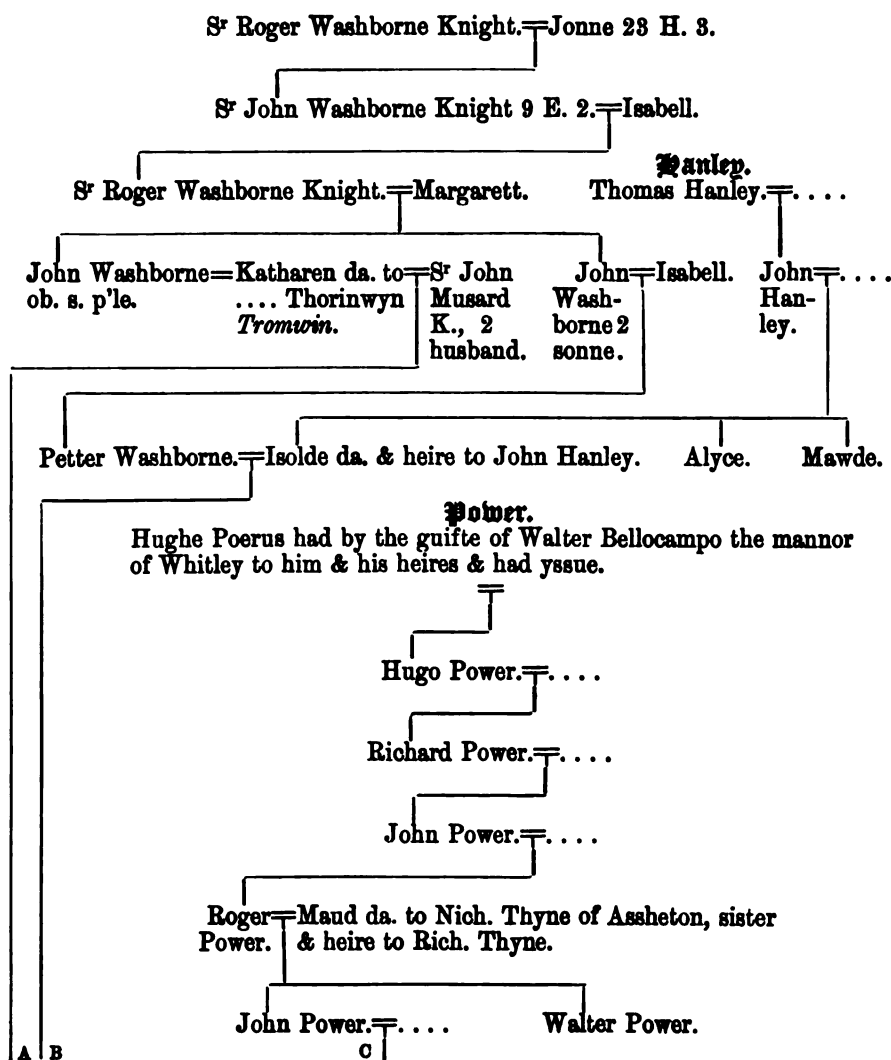 Sʳ Roger Washborne Knight.=Jonne 23 H. 3.
Sʳ John Washborne Knight 9 E. 2.=Isabell.
Hanley.
Sʳ Roger Washborne Knight.=Margarett.
Thomas Hanley.=....
John Washborne=
ob. s. p'le.
Katharen da. to=
.... Thorinwyn
Tromwin.
Sʳ John
Musard
K., 2
husband.
John=Isabell.
Wash-
borne 2
sonne.
John=....
Han-
ley.
Petter Washborne.=Isolde da. & heire to John Hanley.
Alyce.
Mawde.
Power.
Hughe Poerus had by the guifte of Walter Bellocampo the mannor
of Whitley to him & his heires & had yssue.
=
Hugo Power.=....
Richard Power.=....
John Power.=....
Roger=
Power.
Maud da. to Nich. Thyne of Assheton, sister
& heire to Rich. Thyne.
John Power.=....
Walter Power.
A
B
C